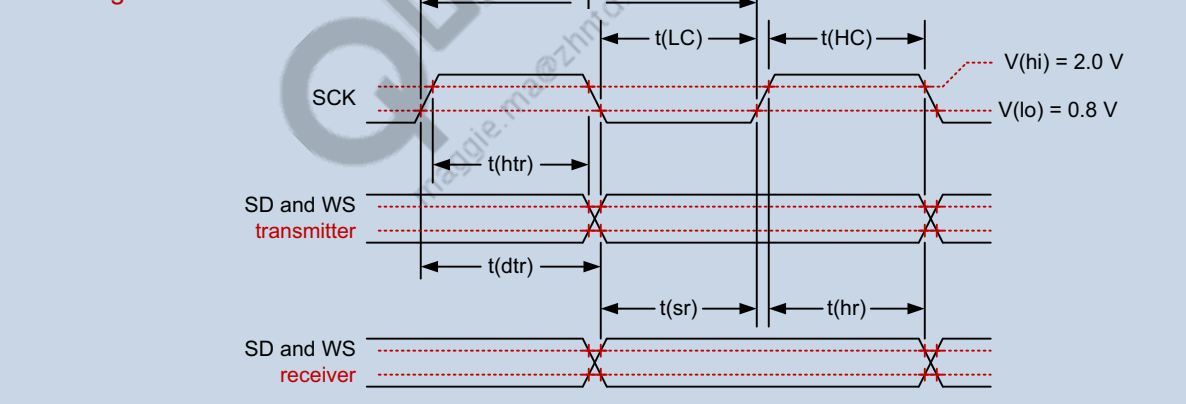 t(LC)
t(HC)
V(hi) = 2.0 V
SCK
V(lo) = 0.8 V
t(htr)
SD and WS
transmitter
t(dtr)
t(sr)
t(hr)
SD and WS
receiver